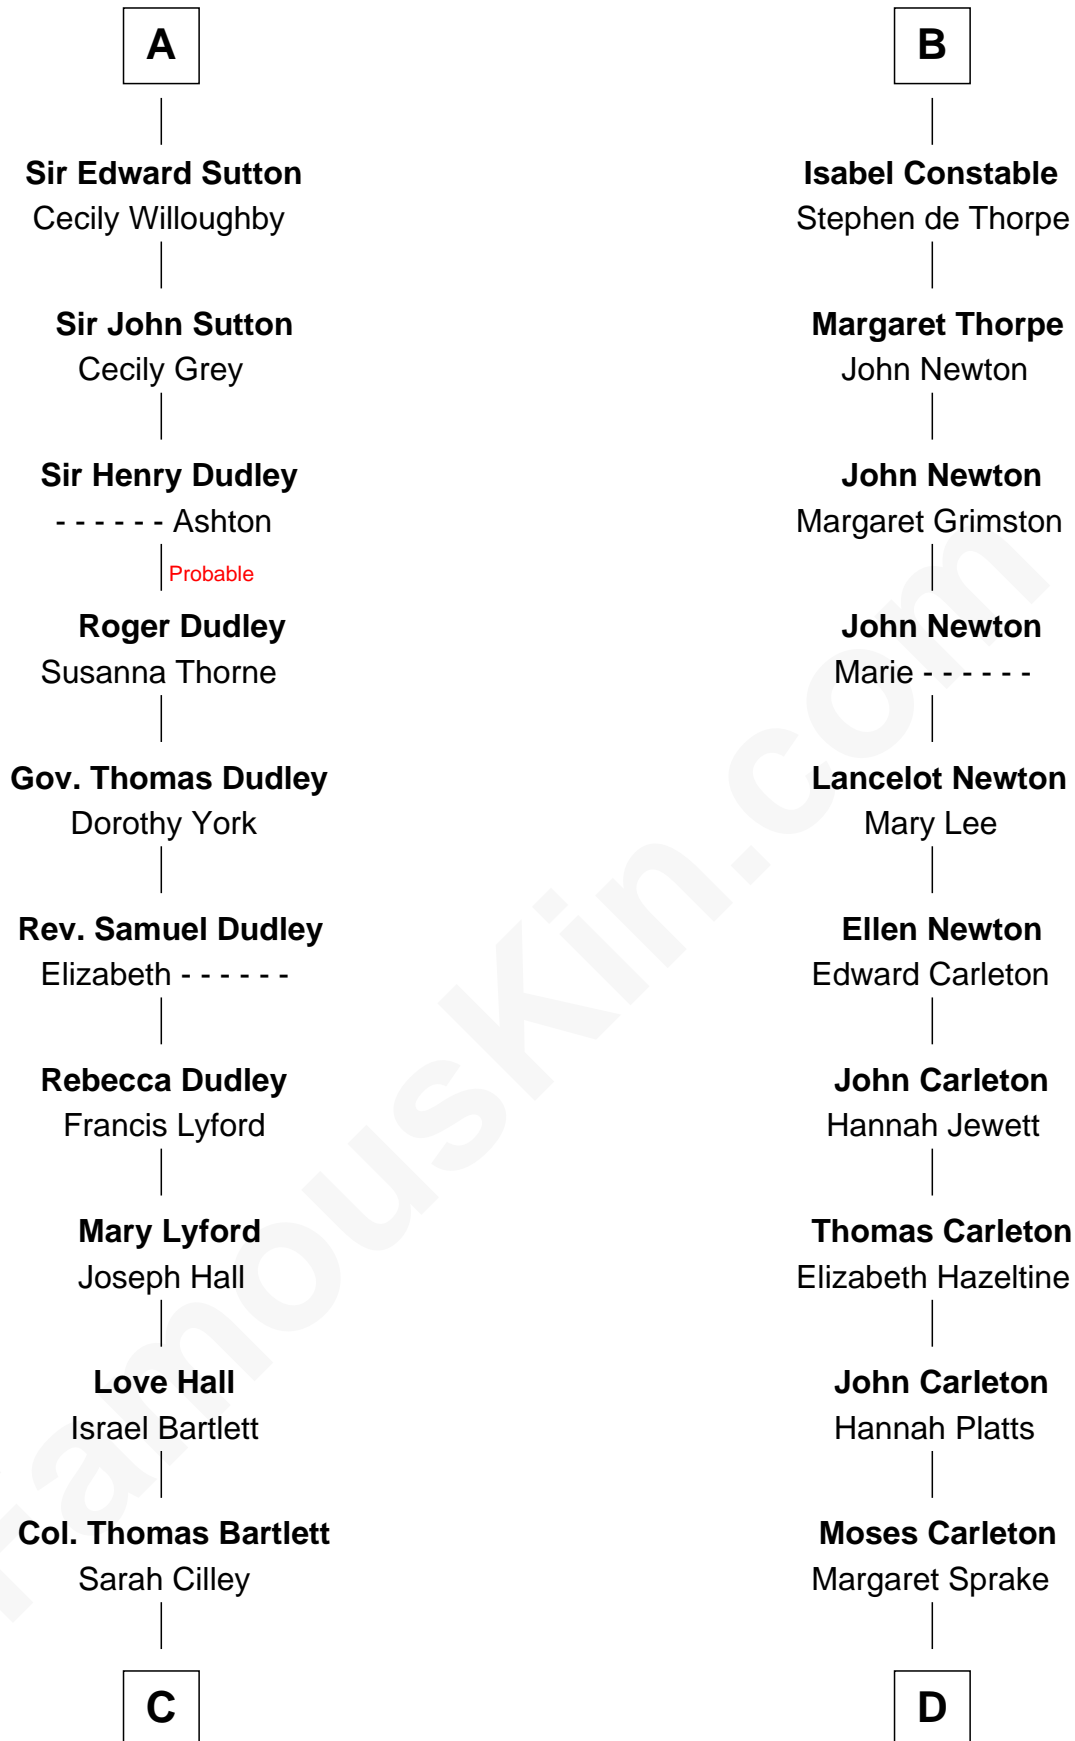 A
Sir Edward Sutton
Cecily Willoughby
Sir John Sutton
Cecily Grey
Sir Henry Dudley
- - - - - - Ashton
Probable
Roger Dudley
Susanna Thorne
Gov. Thomas Dudley
Dorothy York
Rev. Samuel Dudley
Elizabeth - - - - - -
Rebecca Dudley
Francis Lyford
Mary Lyford
Joseph Hall
Love Hall
Israel Bartlett
Col. Thomas Bartlett
Sarah Cilley
C
B
Isabel Constable
Stephen de Thorpe
Margaret Thorpe
John Newton
John Newton
Margaret Grimston
John Newton
Marie - - - - - -
Lancelot Newton
Mary Lee
Ellen Newton
Edward Carleton
John Carleton
Hannah Jewett
Thomas Carleton
Elizabeth Hazeltine
John Carleton
Hannah Platts
Moses Carleton
Margaret Sprake
D
FamousKin.com